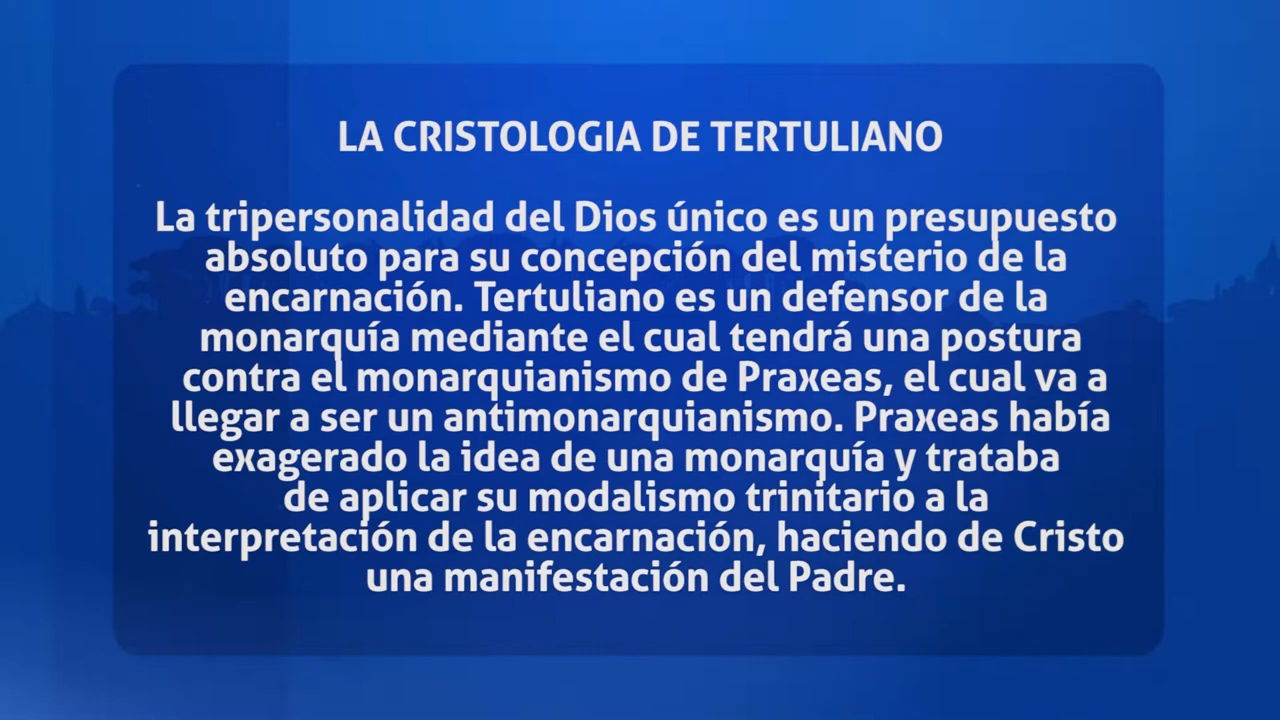 LA CRISTOLOGIA DE TERTULIANO
La tripersonalidad del Dios único es un presupuesto
absoluto para su concepción del misterio de la
encarnación. Tertuliano es un defensor de la
monarquía mediante el cual tendrá una postura
contra el monarquianismo de Praxeas, el cual va a
llegar a ser un antimonarquianismo. Praxeas había
exagerado la idea de una monarquía y trataba
de aplicar su modalismo trinitario a la
interpretación de la encarnación, haciendo de Cristo
una manifestación del Padre.